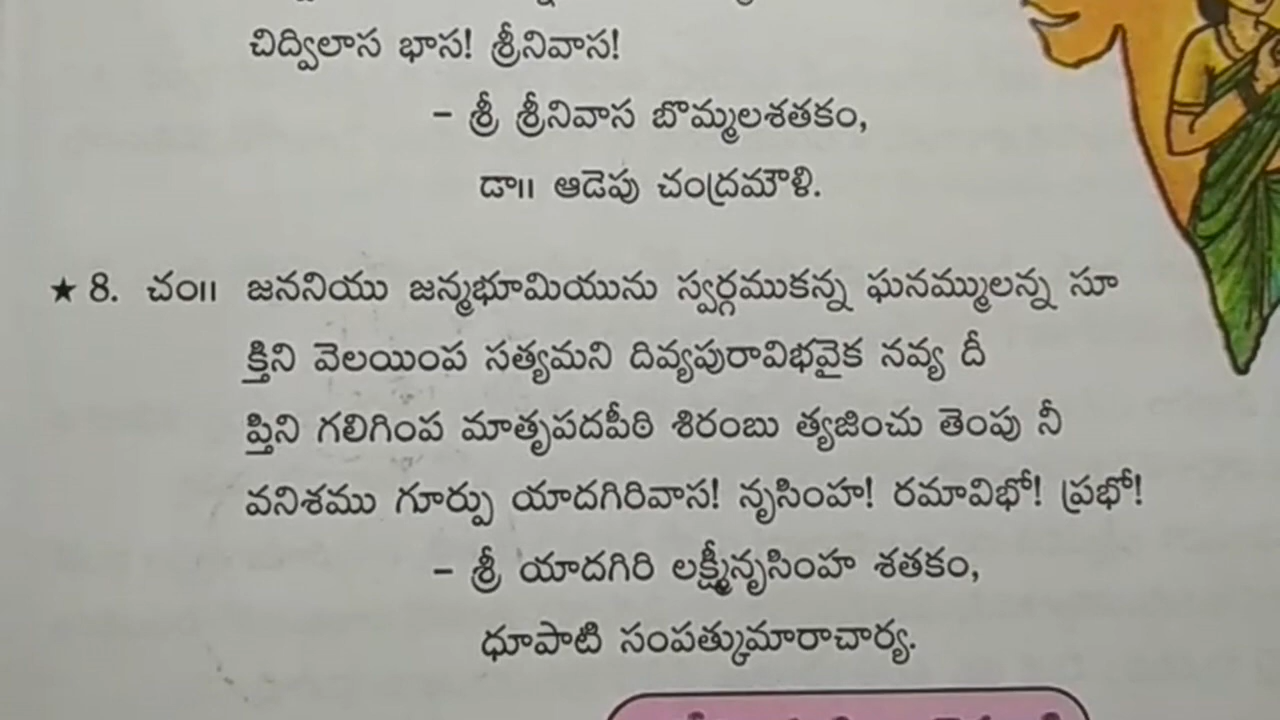 చిద్విలాస భాస! శ్రీనివాస!
– శ్రీ శ్రీనివాస బొమ్మలశతకం,
డా॥ ఆడెపు చంద్రమౌళి.
★ 8. చం॥ జననియు జన్మభూమియును స్వర్గముకన్న ఘనమ్ములన్న సూ
క్తిని వెలయింప సత్యమని దివ్యపురావిభవైక నవ్య దీ
ప్తిని గలిగింప మాతృపదపీఠి శిరంబు త్యజించు తెంపు నీ
వనిశము గూర్పు యాదగిరివాస! నృసింహ! రమావిభో! ప్రభో!
– శ్రీ యాదగిరి లక్ష్మీనృసింహ శతకం,
ధూపాటి సంపత్కుమారాచార్య.